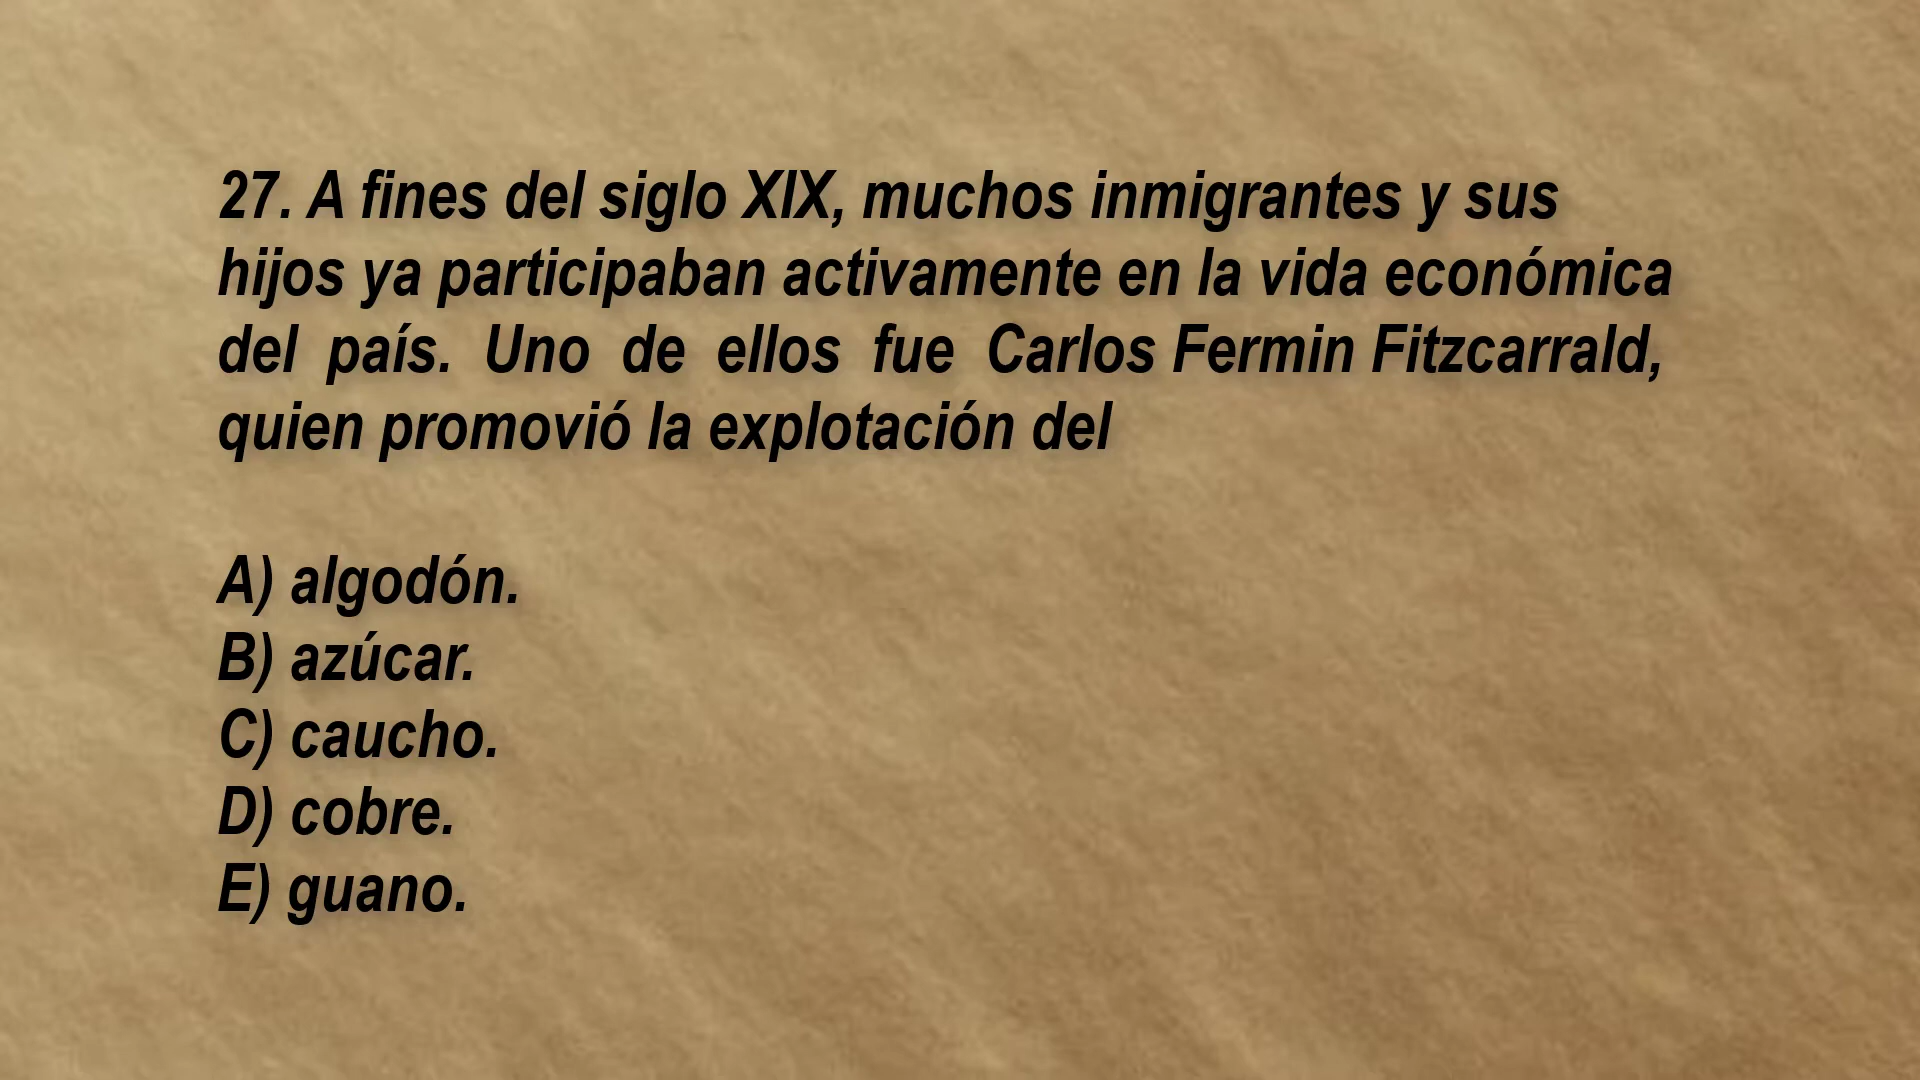 27. A fines del siglo XIX, muchos inmigrantes y sus
hijos ya participaban activamente en la vida económica
del país. Uno de ellos fue Carlos Fermin Fitzcarrald,
quien promovió la explotación del
A) algodón.
B) azúcar.
C) caucho.
D) cobre.
E) guano.